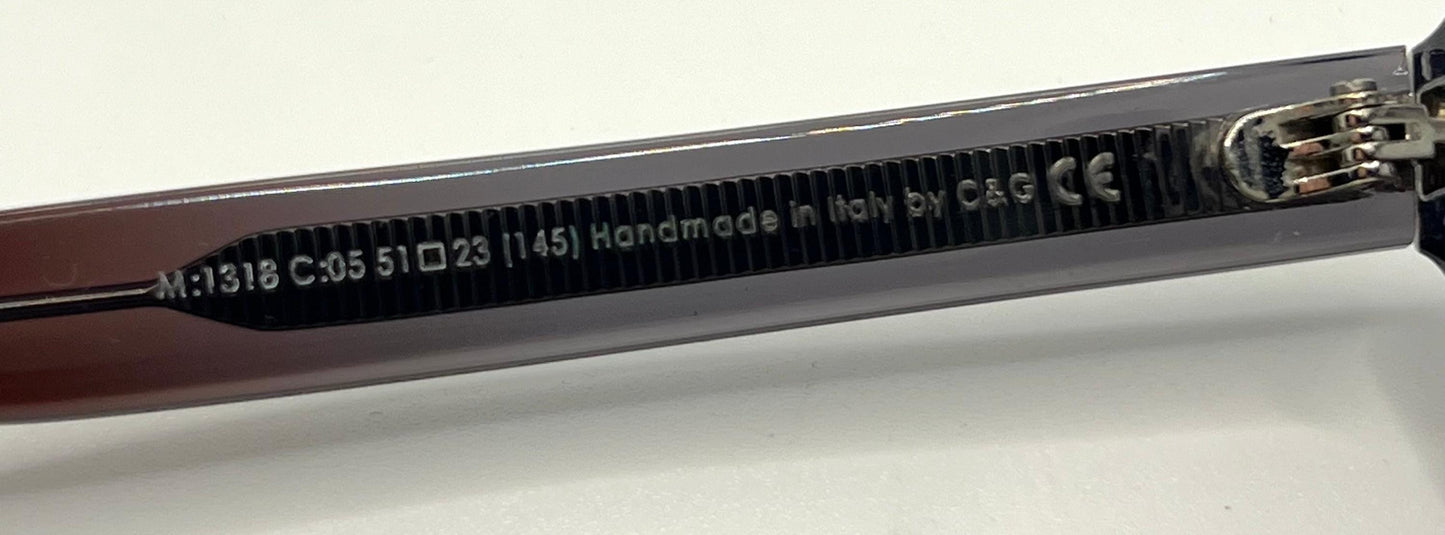 M:1318 C:05 51□23 (145) Handmade in Italy by C&G CE